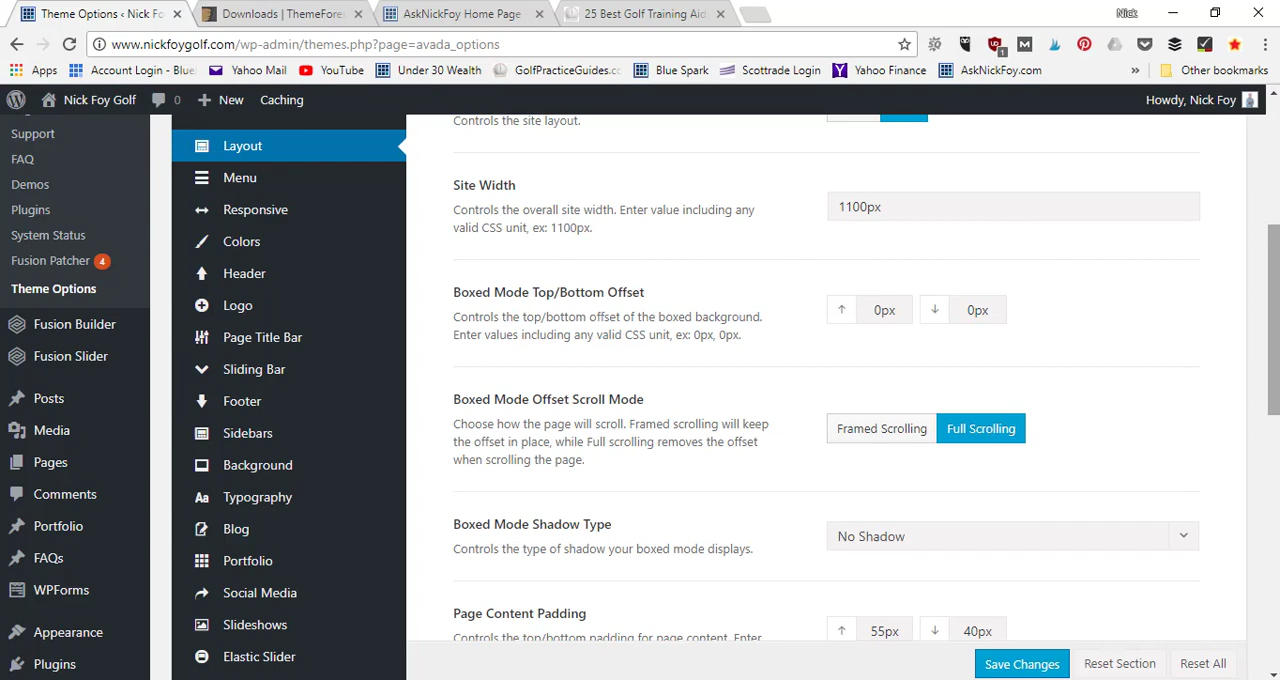 Theme Options ‹ Nick Fo
Downloads | ThemeFores
AskNickFoy Home Page
25 Best Golf Training Aid
Nick
www.nickfoygolf.com/wp-admin/themes.php?page=avada_options
Apps
Account Login - Blue
Yahoo Mail
YouTube
Under 30 Wealth
GolfPracticeGuides.cc
Blue Spark
Scottrade Login
Yahoo Finance
AskNickFoy.com
»
Other bookmarks
Nick Foy Golf
0
New
Caching
Howdy, Nick Foy
Support
FAQ
Demos
Plugins
System Status
Fusion Patcher 4
Theme Options
Fusion Builder
Fusion Slider
Posts
Media
Pages
Comments
Portfolio
FAQs
WPForms
Appearance
Plugins
Layout
Menu
Responsive
Colors
Header
Logo
Page Title Bar
Sliding Bar
Footer
Sidebars
Background
Aa Typography
Blog
Portfolio
Social Media
Slideshows
Elastic Slider
Controls the site layout.
Site Width
Controls the overall site width. Enter value including any
valid CSS unit, ex: 1100px.
1100px
Boxed Mode Top/Bottom Offset
Controls the top/bottom offset of the boxed background.
Enter values including any valid CSS unit, ex: 0px, 0px.
0px
0px
Boxed Mode Offset Scroll Mode
Choose how the page will scroll. Framed scrolling will keep
the offset in place, while Full scrolling removes the offset
when scrolling the page.
Framed Scrolling
Full Scrolling
Boxed Mode Shadow Type
Controls the type of shadow your boxed mode displays.
No Shadow
Page Content Padding
Controls the top/bottom padding for page content. Enter
55px
40px
Save Changes
Reset Section
Reset All